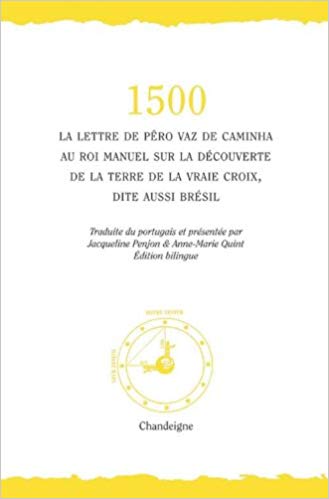 1500
LA LETTRE DE PÊRO VAZ DE CAMINHA
AU ROI MANUEL SUR LA DÉCOUVERTE
DE LA TERRE DE LA VRAIE CROIX,
DITE AUSSI BRÉSIL
Traduite du portugais et présentée par
Jacqueline Penjon & Anne-Marie Quint
Édition bilingue
Chandeigne